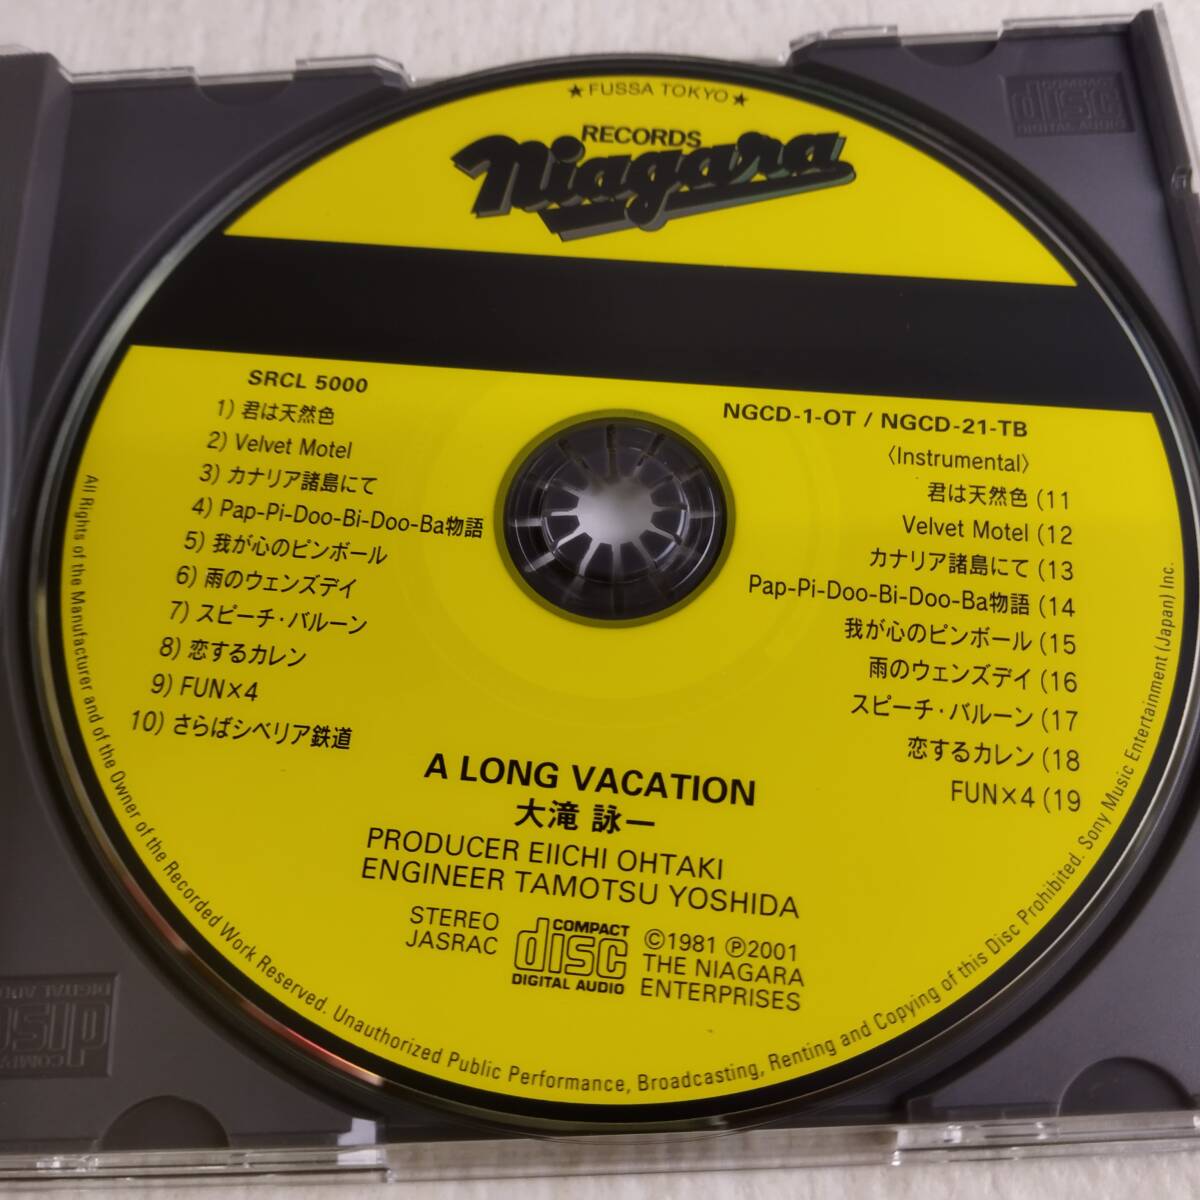 ★FUSSA TOKYO★
RECORDS
Niagara
SRCL 5000
1) 君は天然色
2) Velvet Motel
3) カナリア諸島にて
4) Pap-Pi-Doo-Bi-Doo-Ba物語
5) 我が心のピンボール
6) 雨のウェンズデイ
7) スピーチ・バルーン
8) 恋するカレン
9) FUN×4
10) さらばシベリア鉄道
NGCD-1-OT / NGCD-21-TB
〈Instrumental〉
君は天然色 (11
Velvet Motel (12
カナリア諸島にて (13
Pap-Pi-Doo-Bi-Doo-Ba物語 (14
我が心のピンボール (15
雨のウェンズデイ (16
スピーチ・バルーン (17
恋するカレン (18
FUN×4 (19
A LONG VACATION
大滝 詠一
PRODUCER EIICHI OHTAKI
ENGINEER TAMOTSU YOSHIDA
STEREO
JASRAC
COMPACT
disc
DIGITAL AUDIO
©1981 ℗2001
THE NIAGARA
ENTERPRISES
All Rights of the Manufacturer and of the Owner of the Recorded Work Reserved. Unauthorized Public Performance, Broadcasting, Renting and Copying of this Disc Prohibited. Sony Music Entertainment (Japan) Inc.
COMPACT
disc
DIGITAL AUDIO